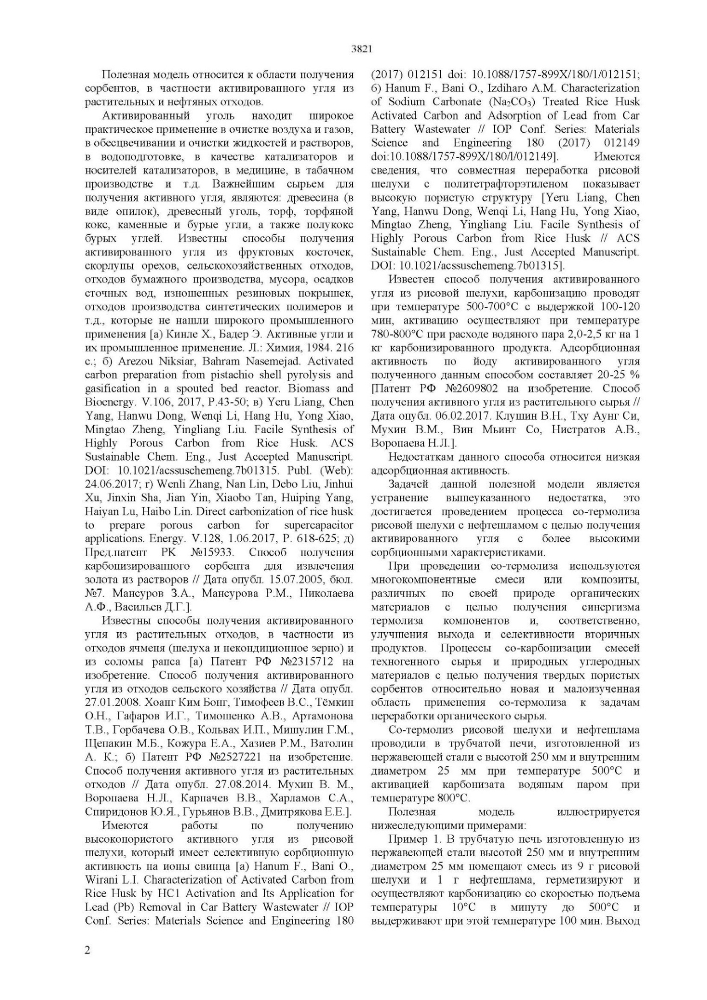 3821
Полезная модель относится к области получения
сорбентов, в частности активированного угля из
растительных и нефтяных отходов.
Активированный уголь находит широкое
практическое применение в очистке воздуха и газов,
в обесцвечивании и очистки жидкостей и растворов,
в водоподготовке, в качестве катализаторов и
носителей катализаторов, в медицине, в табачном
производстве и т.д. Важнейшим сырьем для
получения активного угля, являются: древесина (в
виде опилок), древесный уголь, торф, торфяной
кокс, каменные и бурые угли, а также полукокс
бурых углей. Известны способы получения
активированного угля из фруктовых косточек,
скорлупы орехов, сельскохозяйственных отходов,
отходов бумажного производства, мусора, осадков
сточных вод, изношенных резиновых покрышек,
отходов производства синтетических полимеров и
т.д., которые не нашли широкого промышленного
применения [а) Кинле Х., Бадер Э. Активные угли и
их промышленное применение. Л.: Химия, 1984. 216
с.; б) Arezou Niksiar, Bahram Nasemejad. Activated
carbon preparation from pistachio shell pyrolysis and
gasification in a spouted bed reactor. Biomass and
Bioenergy. V.106, 2017, P.43-50; в) Yeru Liang, Chen
Yang, Hanwu Dong, Wenqi Li, Hang Hu, Yong Xiao,
Mingtao Zheng, Yingliang Liu. Facile Synthesis of
Highly Porous Carbon from Rice Husk. ACS
Sustainable Chem. Eng., Just Accepted Manuscript.
DOI: 10.1021/acssuschemeng.7b01315. Publ. (Web):
24.06.2017; г) Wenli Zhang, Nan Lin, Debo Liu, Jinhui
Xu, Jinxin Sha, Jian Yin, Xiaobo Tan, Huiping Yang,
Haiyan Lu, Haibo Lin. Direct carbonization of rice husk
to prepare porous carbon for supercapacitor
applications. Energy. V.128, 1.06.2017, P. 618-625; д)
Пред.патент РК №15933. Способ получения
карбонизированного сорбента для извлечения
золота из растворов // Дата опубл. 15.07.2005, бюл.
№7. Мансуров З.А., Мансурова Р.М., Николаева
А.Ф., Васильев Д.Г.].
Известны способы получения активированного
угля из растительных отходов, в частности из
отходов ячменя (шелуха и некондиционное зерно) и
из соломы рапса [а) Патент РФ №2315712 на
изобретение. Способ получения активированного
угля из отходов сельского хозяйства // Дата опубл.
27.01.2008. Хоанг Ким Бонг, Тимофеев В.С., Тёмкин
О.Н., Гафаров И.Г., Тимошенко А.В., Артамонова
Т.В., Горбачева О.В., Кольвах И.П., Мишулин Г.М.,
Щепакин М.Б., Кожура Е.А., Хазиев Р.М., Ватолин
А. К.; б) Патент РФ №2527221 на изобретение.
Способ получения активного угля из растительных
отходов // Дата опубл. 27.08.2014. Мухин В. М.,
Воропаева Н.Л., Карпачев В.В., Харламов С.А.,
Спиридонов Ю.Я., Гурьянов В.В., Дмитрякова Е.Е.].
Имеются работы по получению
высокопористого активного угля из рисовой
шелухи, который имеет селективную сорбционную
активность на ионы свинца [а) Hanum F., Bani O.,
Wirani L.I. Characterization of Activated Carbon from
Rice Husk by HC1 Activation and Its Application for
Lead (Pb) Removal in Car Battery Wastewater // IOP
Conf. Series: Materials Science and Engineering 180
2
(2017) 012151 doi: 10.1088/1757-899X/180/1/012151;
б) Hanum F., Bani O., Izdiharo A.M. Characterization
of Sodium Carbonate (Na₂CO₃) Treated Rice Husk
Activated Carbon and Adsorption of Lead from Car
Battery Wastewater // IOP Conf. Series: Materials
Science and Engineering 180 (2017) 012149
doi:10.1088/1757-899X/180/l/012149]. Имеются
сведения, что совместная переработка рисовой
шелухи с политетрафторэтиленом показывает
высокую пористую структуру [Yeru Liang, Chen
Yang, Hanwu Dong, Wenqi Li, Hang Hu, Yong Xiao,
Mingtao Zheng, Yingliang Liu. Facile Synthesis of
Highly Porous Carbon from Rice Husk // ACS
Sustainable Chem. Eng., Just Accepted Manuscript.
DOI: 10.1021/acssuschemeng.7b01315].
Известен способ получения активированного
угля из рисовой шелухи, карбонизацию проводят
при температуре 500-700°С с выдержкой 100-120
мин, активацию осуществляют при температуре
780-800°С при расходе водяного пара 2,0-2,5 кг на 1
кг карбонизированного продукта. Адсорбционная
активность по йоду активированного угля
полученного данным способом составляет 20-25 %
[Патент РФ №2609802 на изобретение. Способ
получения активного угля из растительного сырья //
Дата опубл. 06.02.2017. Клушин В.Н., Тху Аунг Си,
Мухин В.М., Вин Мьинт Со, Нистратов А.В.,
Воропаева Н.Л.].
Недостаткам данного способа относится низкая
адсорбционная активность.
Задачей данной полезной модели является
устранение вышеуказанного недостатка, это
достигается проведением процесса со-термолиза
рисовой шелухи с нефтешламом с целью получения
активированного угля с более высокими
сорбционными характеристиками.
При проведении со-термолиза используются
многокомпонентные смеси или композиты,
различных по своей природе органических
материалов с целью получения синергизма
термолиза компонентов и, соответственно,
улучшения выхода и селективности вторичных
продуктов. Процессы со-карбонизации смесей
техногенного сырья и природных углеродных
материалов с целью получения твердых пористых
сорбентов относительно новая и малоизученная
область применения со-термолиза к задачам
переработки органического сырья.
Со-термолиз рисовой шелухи и нефтешлама
проводили в трубчатой печи, изготовленной из
нержавеющей стали с высотой 250 мм и внутренним
диаметром 25 мм при температуре 500°С и
активацией карбонизата водяным паром при
температуре 800°С.
Полезная модель иллюстрируется
нижеследующими примерами:
Пример 1. В трубчатую печь изготовленную из
нержавеющей стали высотой 250 мм и внутренним
диаметром 25 мм помещают смесь из 9 г рисовой
шелухи и 1 г нефтешлама, герметизируют и
осуществляют карбонизацию со скоростью подъема
температуры 10°С в минуту до 500°С и
выдерживают при этой температуре 100 мин. Выход